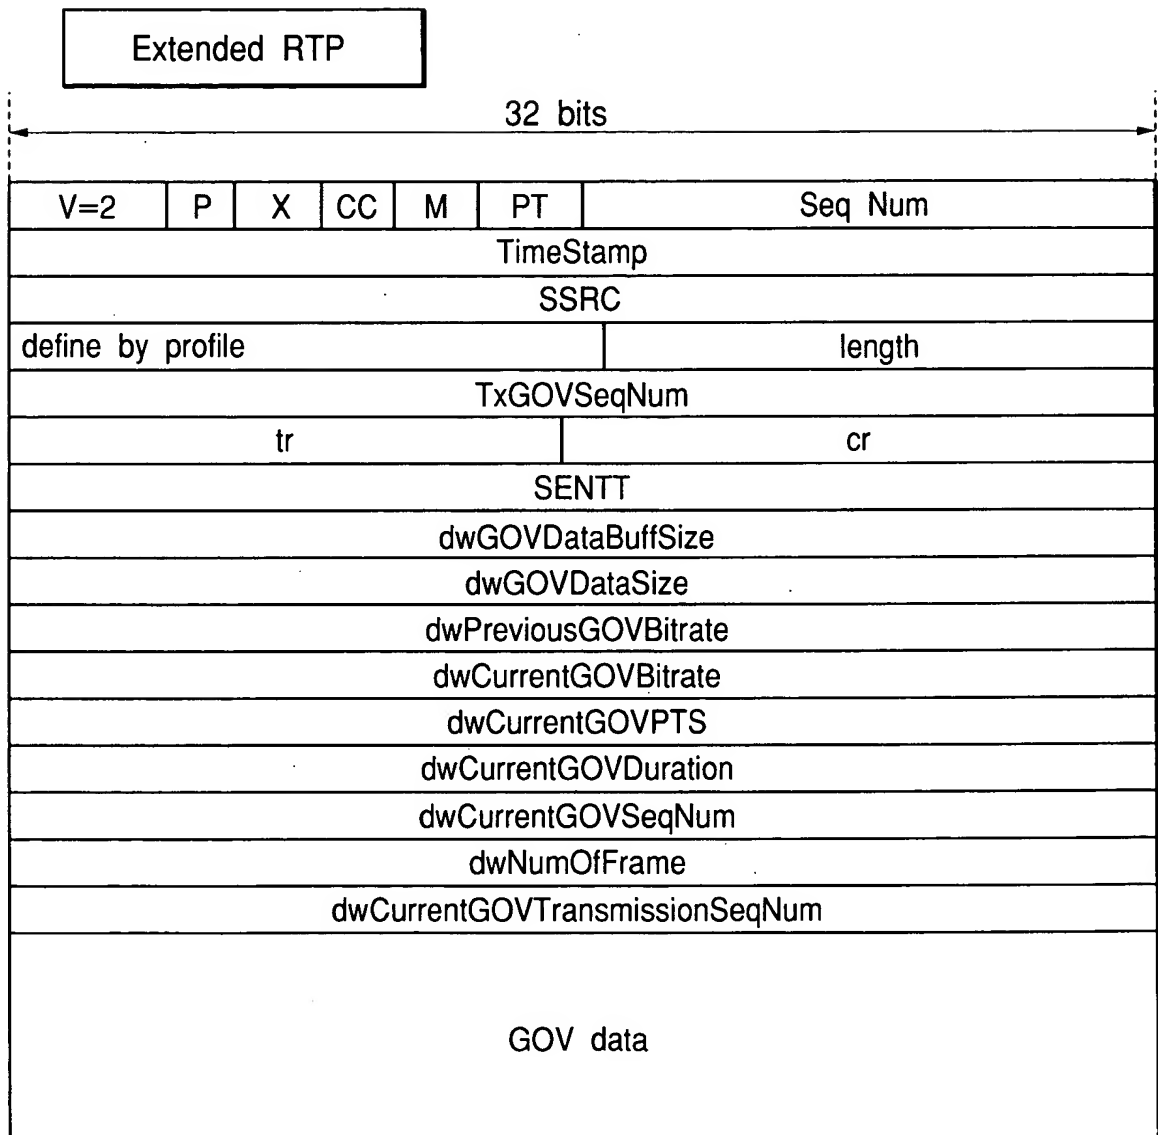 Extended RTP
32 bits
V=2 P X CC M PT Seq Num
TimeStamp
SSRC
define by profile length
TxGOVSeqNum
tr cr
SENTT
dwGOVDataBuffSize
dwGOVDataSize
dwPreviousGOVBitrate
dwCurrentGOVBitrate
dwCurrentGOVPTS
dwCurrentGOVDuration
dwCurrentGOVSeqNum
dwNumOfFrame
dwCurrentGOVTransmissionSeqNum
GOV data